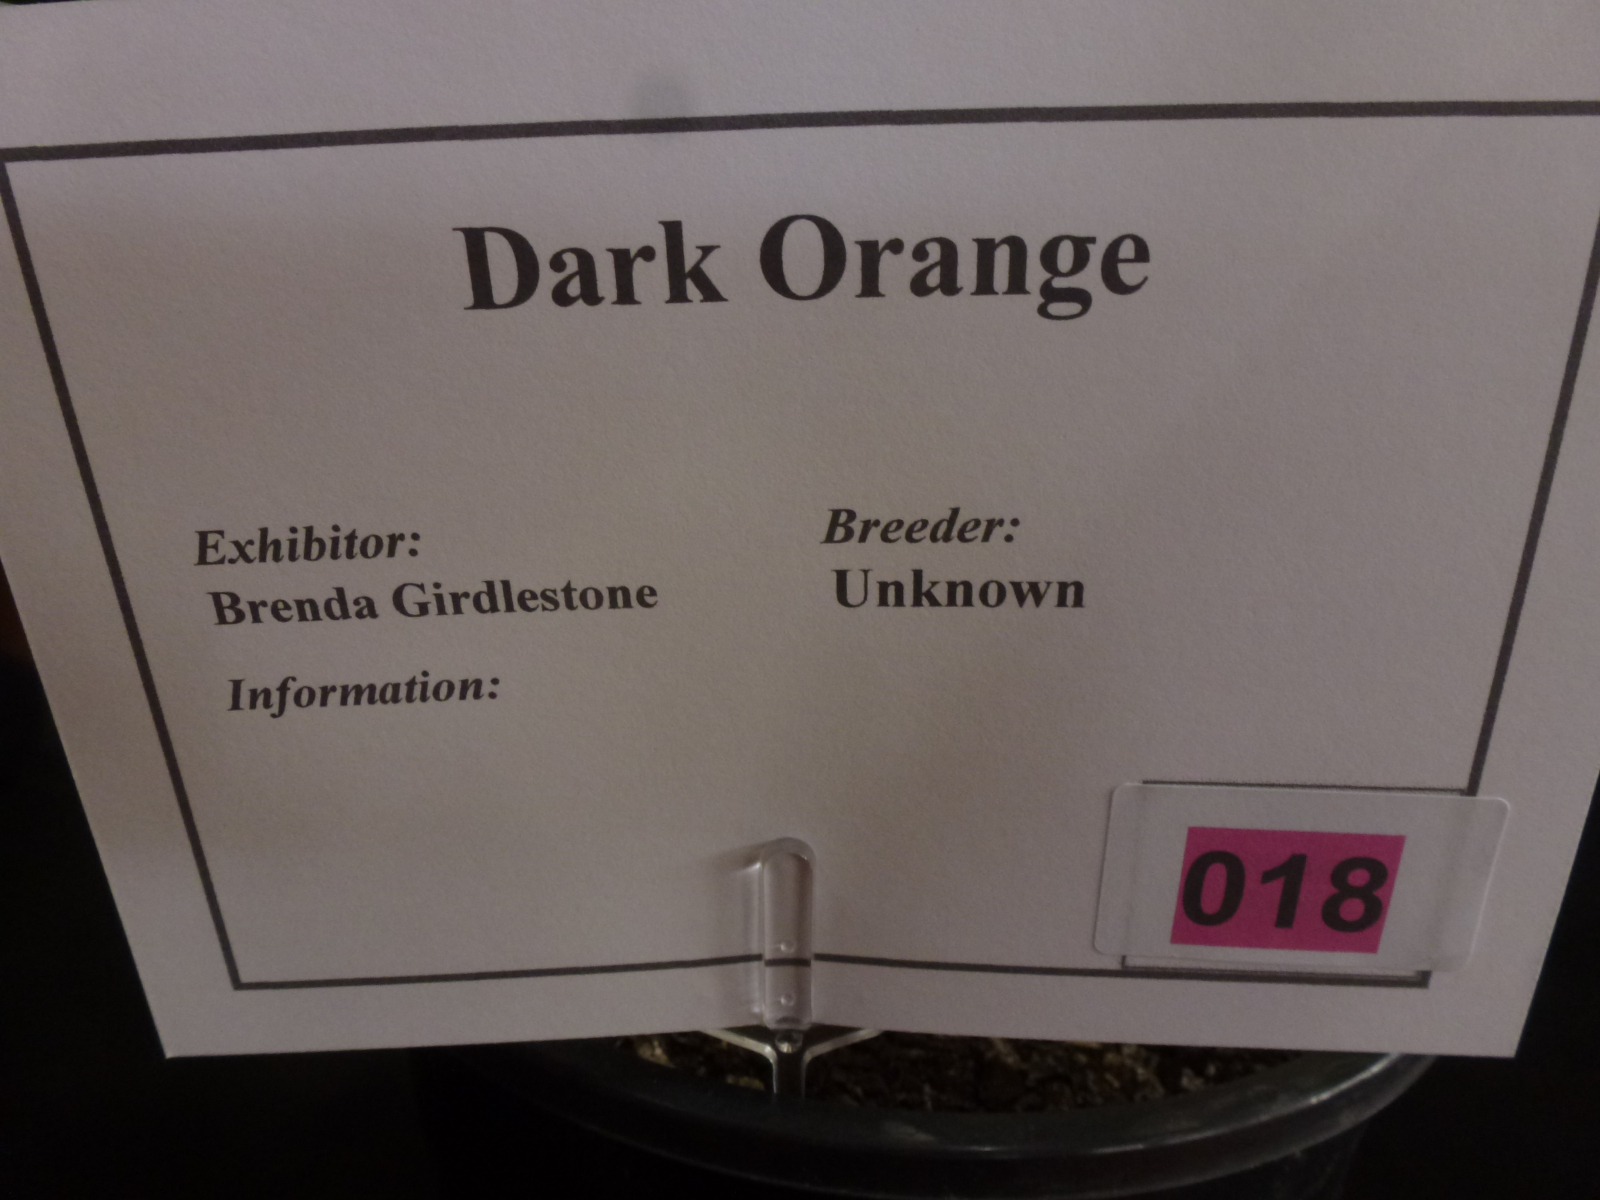 Dark Orange
Exhibitor:
Brenda Girdlestone
Breeder:
Unknown
Information:
018